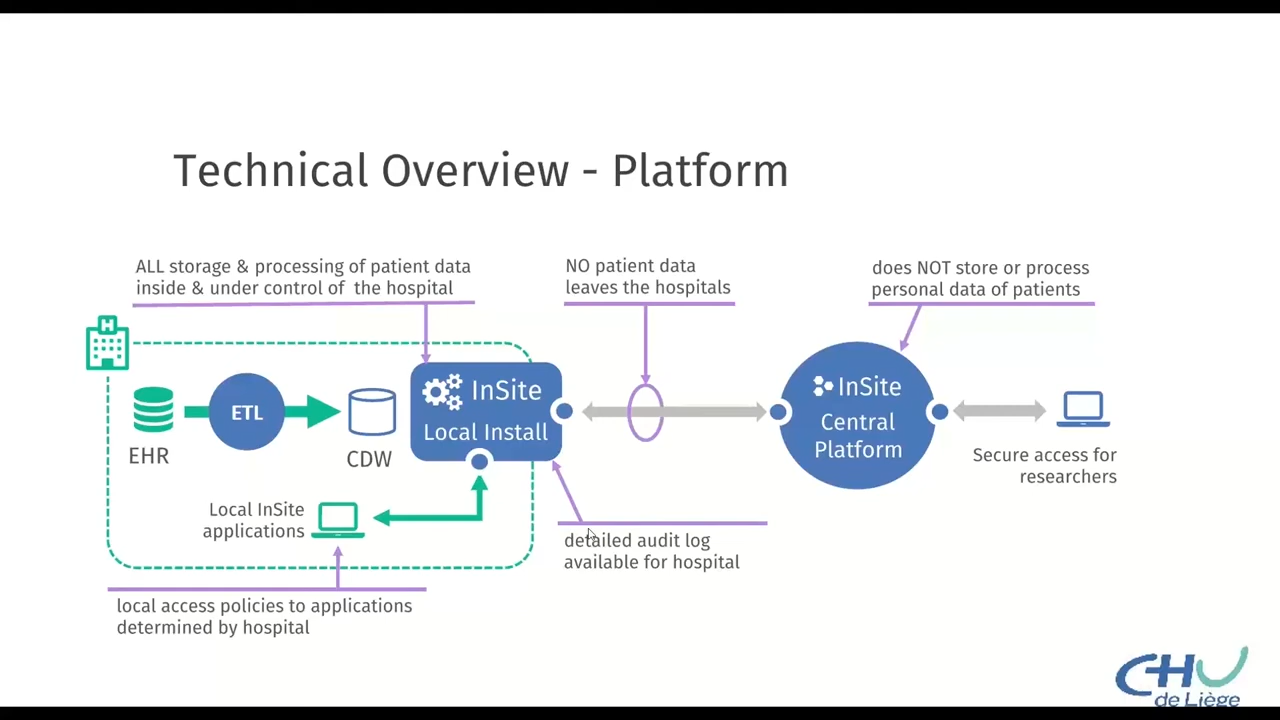 Technical Overview - Platform
ALL storage & processing of patient data
inside & under control of the hospital
NO patient data
leaves the hospitals
does NOT store or process
personal data of patients
H
EHR
ETL
CDW
InSite
Local Install
InSite
Central
Platform
Secure access for
researchers
Local InSite
applications
detailed audit log
available for hospital
local access policies to applications
determined by hospital
CHU
de Liège